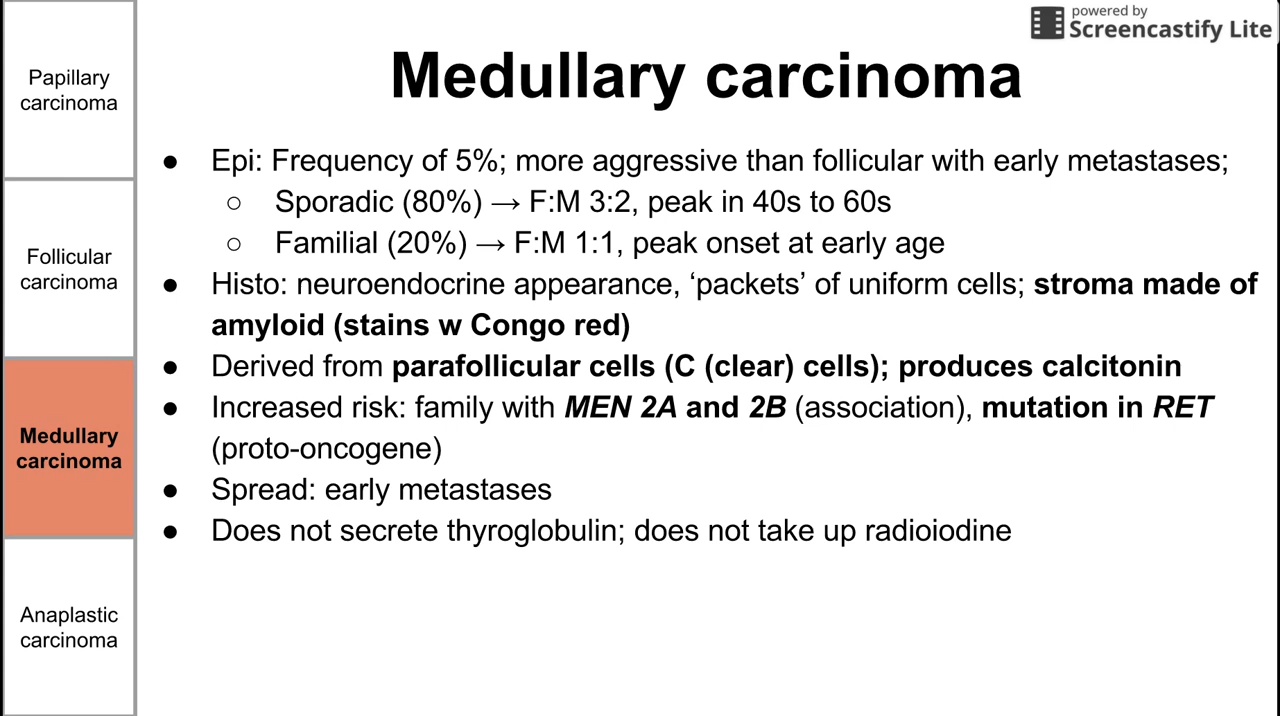 powered by
Screencastify Lite
Papillary
carcinoma
Follicular
carcinoma
Medullary
carcinoma
Anaplastic
carcinoma
Medullary carcinoma
● Epi: Frequency of 5%; more aggressive than follicular with early metastases;
○ Sporadic (80%) → F:M 3:2, peak in 40s to 60s
○ Familial (20%) → F:M 1:1, peak onset at early age
● Histo: neuroendocrine appearance, ‘packets’ of uniform cells; stroma made of
amyloid (stains w Congo red)
● Derived from parafollicular cells (C (clear) cells); produces calcitonin
● Increased risk: family with MEN 2A and 2B (association), mutation in RET
(proto-oncogene)
● Spread: early metastases
● Does not secrete thyroglobulin; does not take up radioiodine